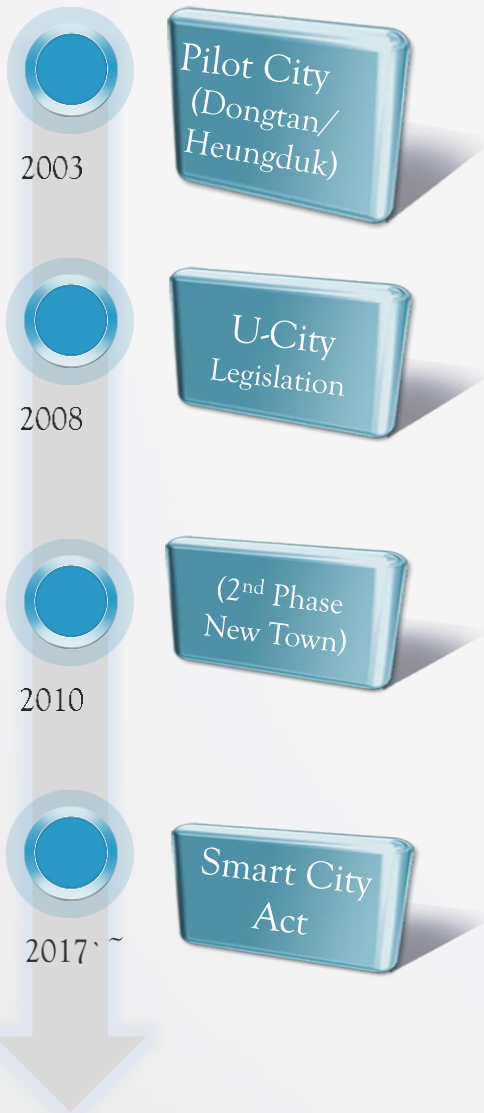 2003
Pilot City
(Dongtan/
Heungduk)
2008
U-City
Legislation
2010
(2nd Phase
New Town)
2017` ~
Smart City
Act